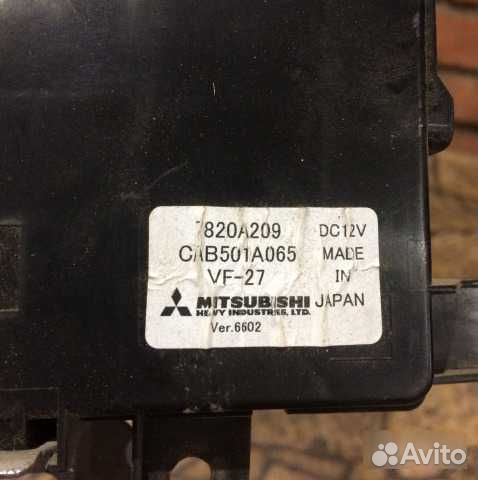 7820A209 DC12V
CAB501A065 MADE
VF-27 IN
MITSUBISHI JAPAN
HEAVY INDUSTRIES, LTD.
Ver.6602
Avito